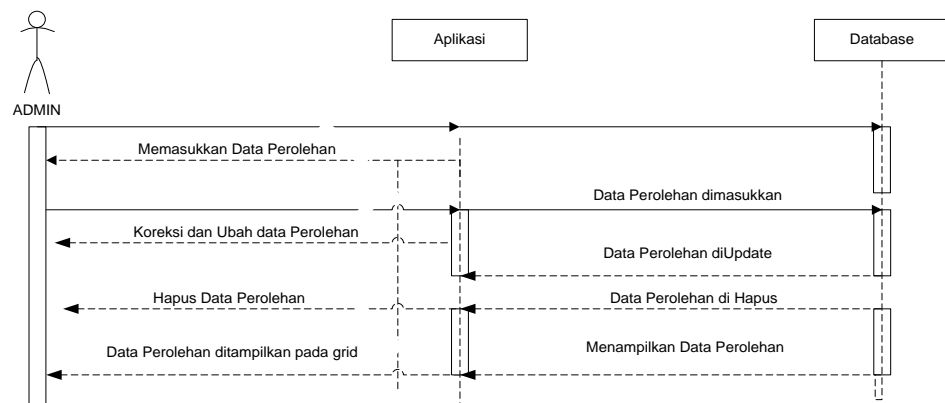 Aplikasi
Database
ADMIN
Memasukkan Data Perolehan
Data Perolehan dimasukkan
Koreksi dan Ubah data Perolehan
Data Perolehan diUpdate
Hapus Data Perolehan
Data Perolehan di Hapus
Data Perolehan ditampilkan pada grid
Menampilkan Data Perolehan